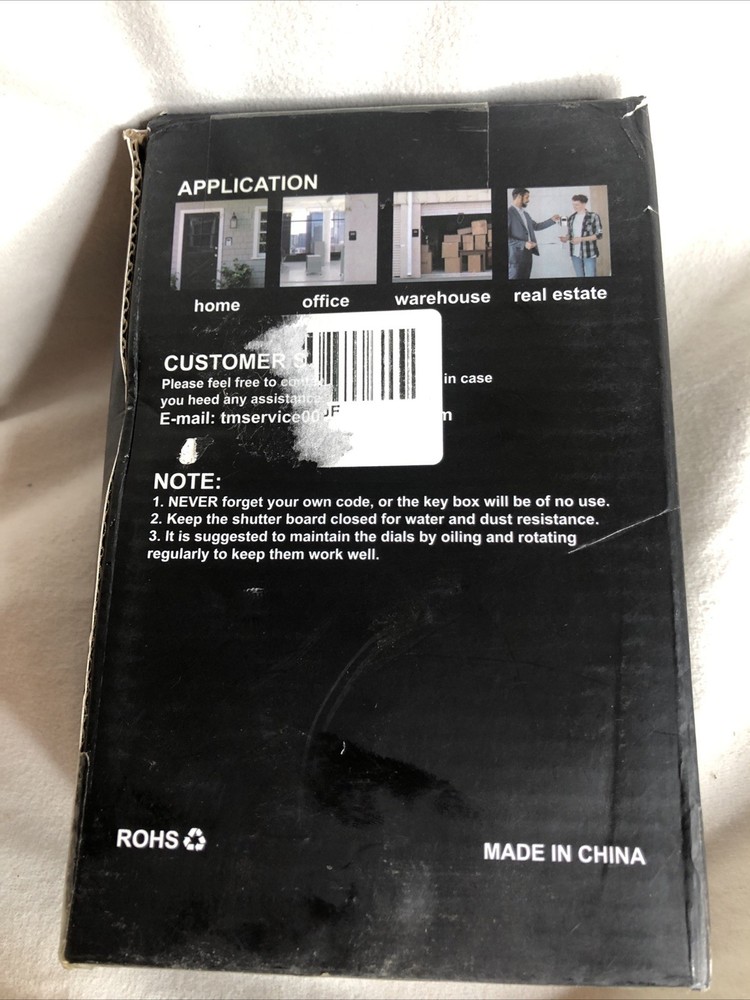 APPLICATION
home office warehouse real estate
CUSTOMER
Please feel free to in case
you heed any
E-mail:
NOTE:
1. NEVER forget your own code, or the key box will be of no use.
2. Keep the shutter board closed for water and dust resistance.
3. It is suggested to maintain the dials by oiling and rotating
regularly to keep them work well.
ROHS
MADE IN CHINA